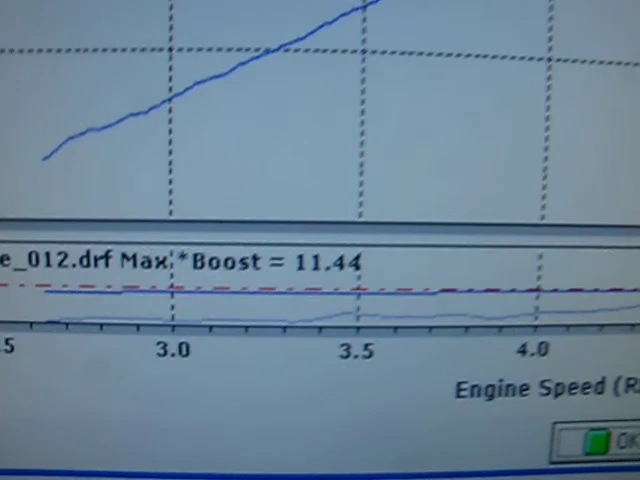 e_012.drf Max *Boost = 11.44
.5 3.0 3.5 4.0
Engine Speed (R
OK